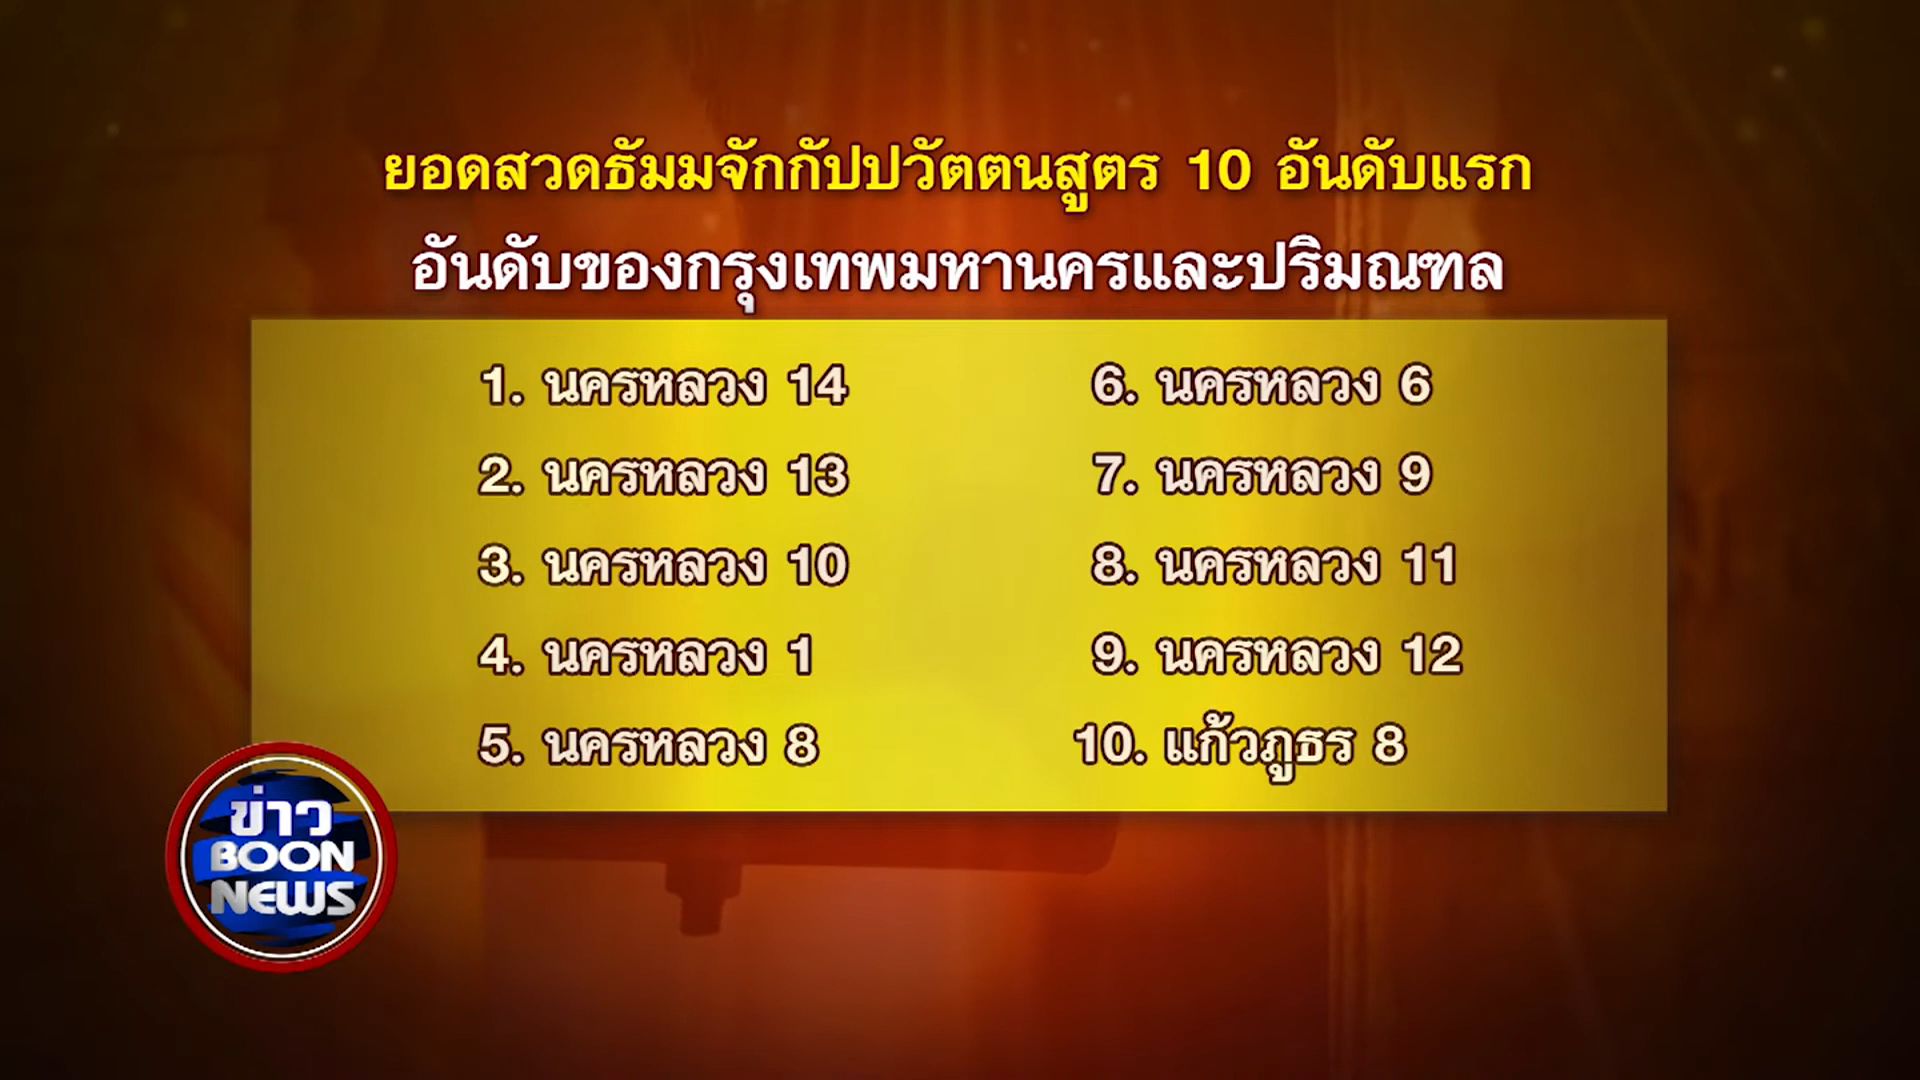 ยอดสวดธัมมจักกัปปวัตตนสูตร 10 อันดับแรก
อันดับของกรุงเทพมหานครและปริมณฑล
1. นครหลวง 14
2. นครหลวง 13
3. นครหลวง 10
4. นครหลวง 1
5. นครหลวง 8
6. นครหลวง 6
7. นครหลวง 9
8. นครหลวง 11
9. นครหลวง 12
10. แก้วภูธร 8
ข่าว
BOON
NEWS